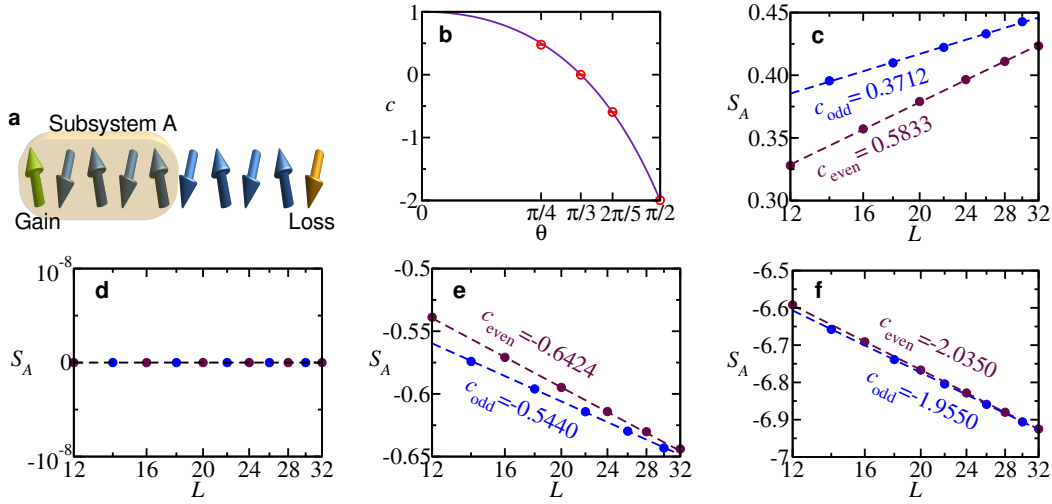 a
Subsystem A
Gain
Loss
b
c
1
0
-1
-2
0
π/4
π/3
2π/5
π/2
θ
c
S_A
0.45
0.40
0.35
0.30
c_odd = 0.3712
c_even = 0.5833
12
16
20
24
28
32
L
d
S_A
10^-8
0
-10^-8
12
16
20
24
28
32
L
e
S_A
-0.5
-0.55
-0.6
-0.65
c_even=-0.6424
c_odd=-0.5440
12
16
20
24
28
32
L
f
S_A
-6.5
-6.6
-6.7
-6.8
-6.9
-7
c_even=-2.0350
c_odd=-1.9550
12
16
20
24
28
32
L